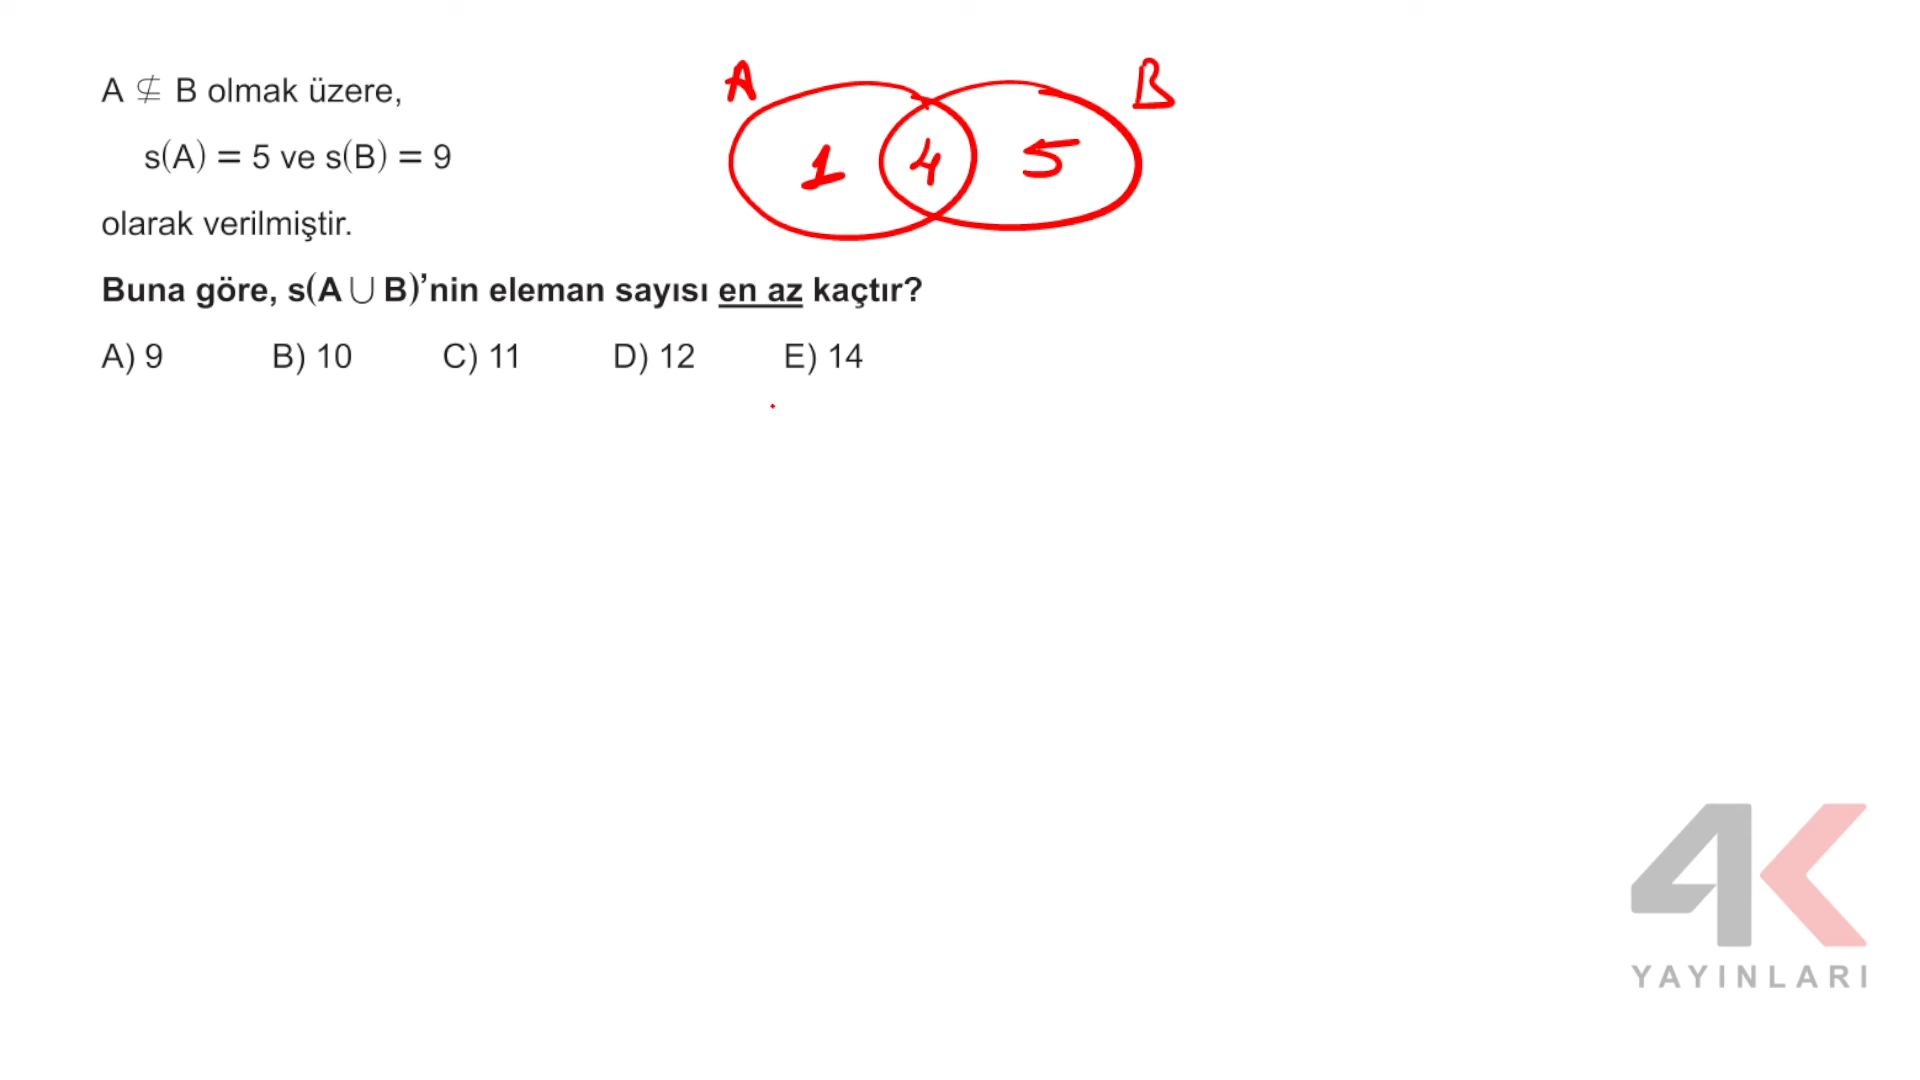 A ⊈ B olmak üzere,
s(A) = 5 ve s(B) = 9
olarak verilmiştir.
Buna göre, s(A ∪ B)’nin eleman sayısı en az kaçtır?
A) 9 B) 10 C) 11 D) 12 E) 14
A B
1 4 5
4K
YAYINLARI